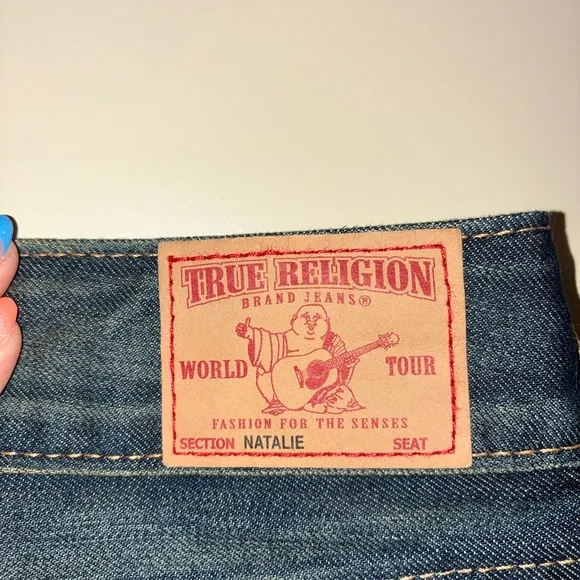 TRUE RELIGION
BRAND JEANS®
WORLD TOUR
FASHION FOR THE SENSES
SECTION NATALIE SEAT